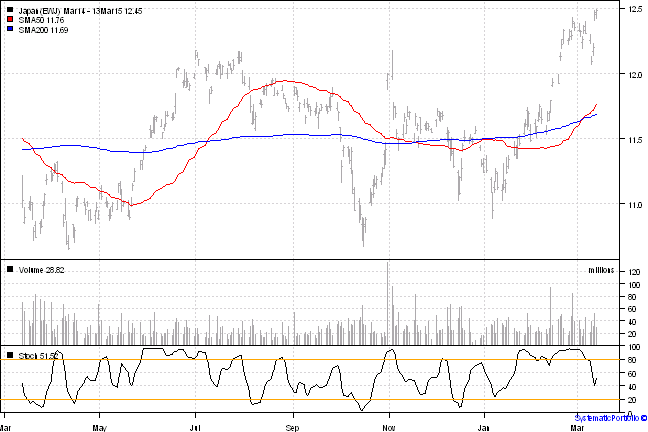 Japan (EWJ) Mar14 - 13Mar15 12.45
SMA50 11.76
SMA200 11.69
12.5
12.0
11.5
11.0
Volume 28.82
millions
120
100
80
60
40
20
Stoch 51.52
100
80
60
40
20
0
Mar May Jul Sep Nov Jan Mar
SystematicPortfolio ©